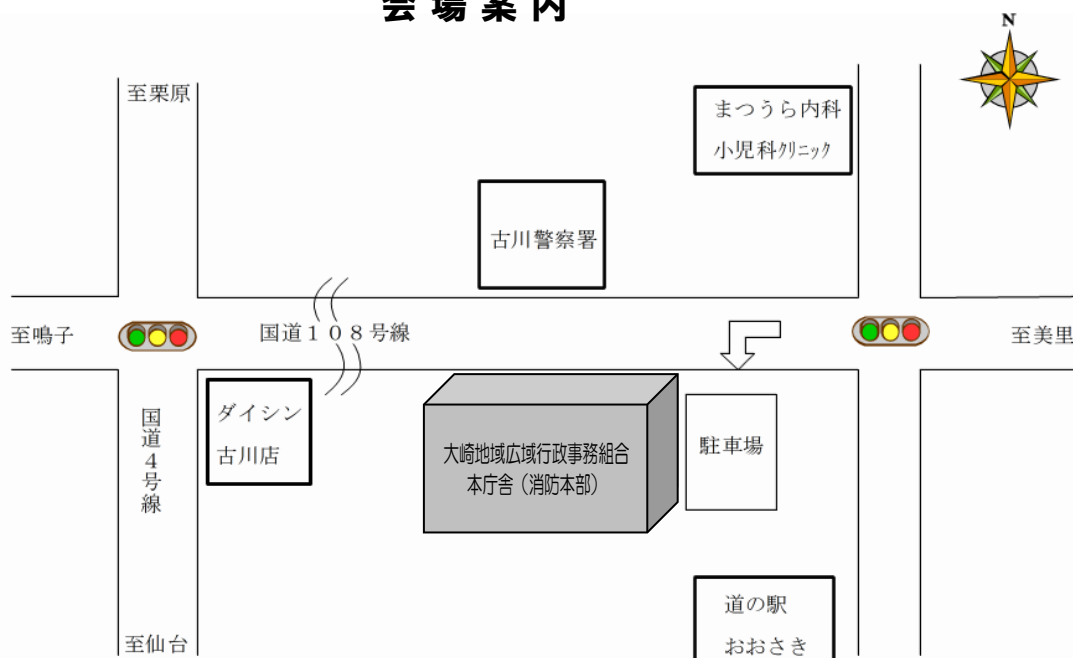 会場案内
N
至栗原
まつうら内科
小児科ｸﾘﾆｯｸ
古川警察署
至鳴子
国道１０８号線
至美里
国道４号線
ダイシン
古川店
大崎地域広域行政事務組合
本庁舎（消防本部）
駐車場
道の駅
おおさき
至仙台